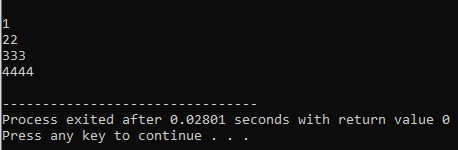 1
22
333
4444
--------------------------------
Process exited after 0.02801 seconds with return value 0
Press any key to continue . . .